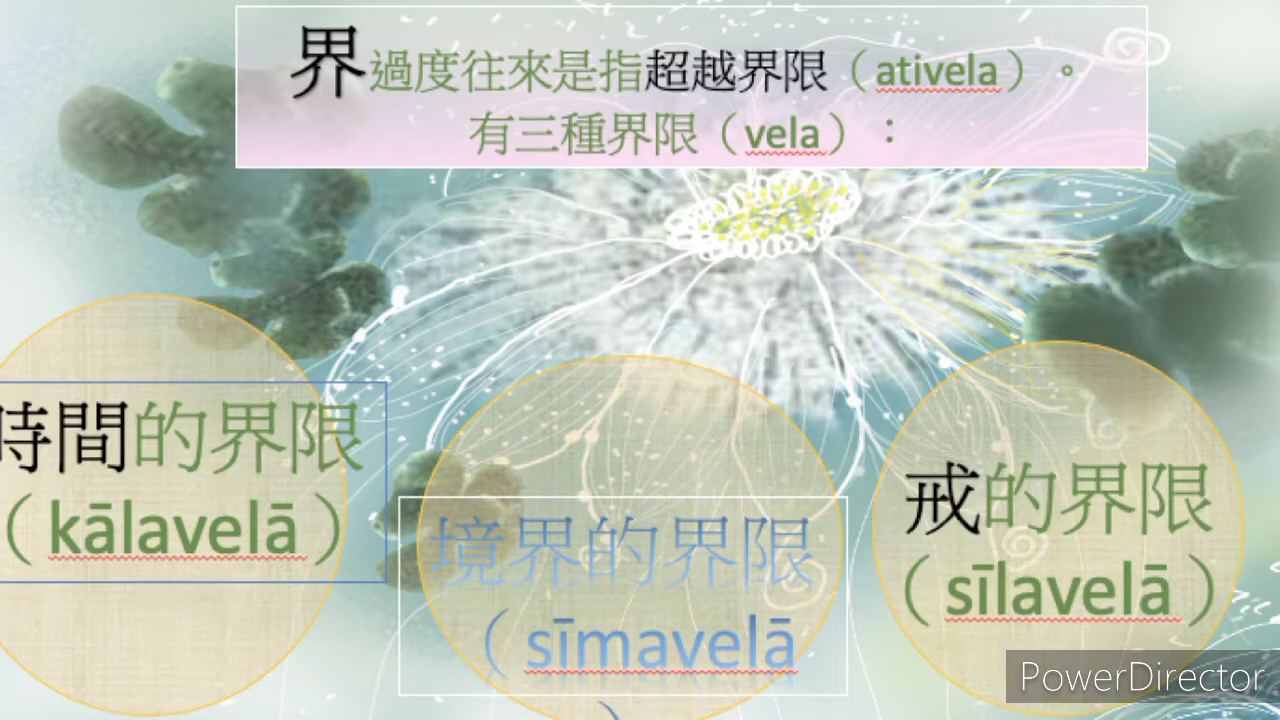 界過度往來是指超越界限（ativela）。
有三種界限（vela）：
時間的界限
（kālavelā）
境界的界限
（sīmavelā
）
戒的界限
（sīlavelā）
PowerDirector